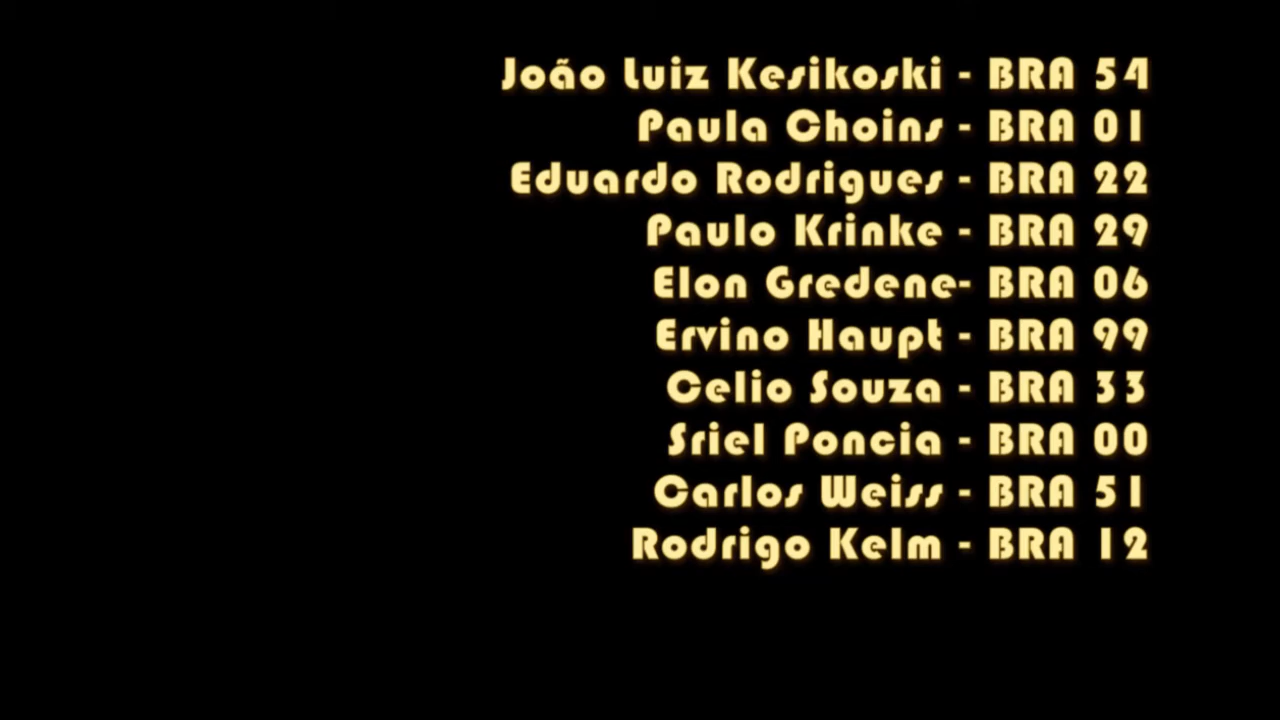 João Luiz Kesikoski - BRA 54
Paula Choins - BRA 01
Eduardo Rodrigues - BRA 22
Paulo Krinke - BRA 29
Elon Gredene- BRA 06
Ervino Haupt - BRA 99
Celio Souza - BRA 33
Sriel Poncia - BRA 00
Carlos Weiss - BRA 51
Rodrigo Kelm - BRA 12